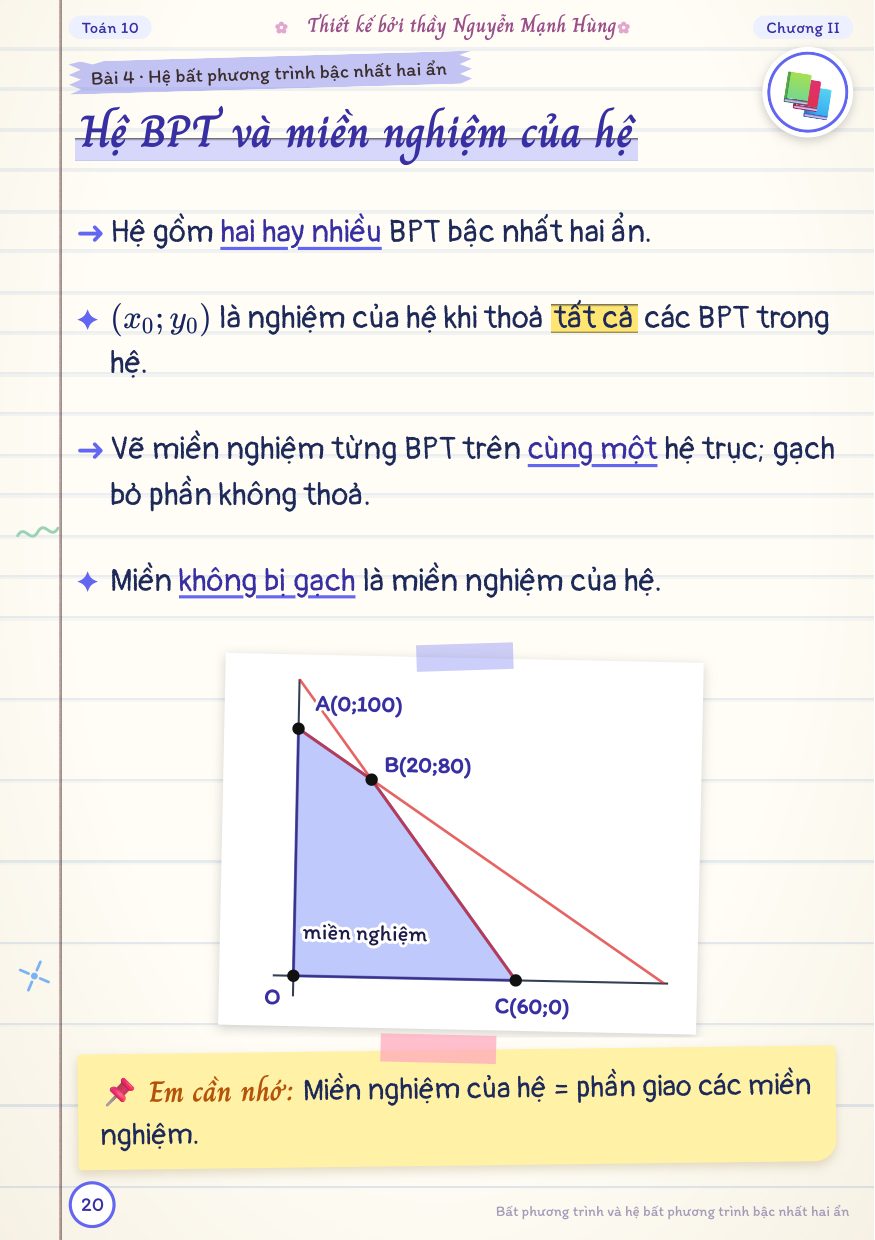 Toán 10
Thiết kế bởi thầy Nguyễn Mạnh Hùng
Chương II
Bài 4 · Hệ bất phương trình bậc nhất hai ẩn
Hệ BPT và miền nghiệm của hệ
→ Hệ gồm hai hay nhiều BPT bậc nhất hai ẩn.
✦ (x₀; y₀) là nghiệm của hệ khi thoả tất cả các BPT trong
hệ.
→ Vẽ miền nghiệm từng BPT trên cùng một hệ trục; gạch
bỏ phần không thoả.
✦ Miền không bị gạch là miền nghiệm của hệ.
A(0;100)
B(20;80)
miền nghiệm
O
C(60;0)
📌 Em cần nhớ: Miền nghiệm của hệ = phần giao các miền
nghiệm.
20
Bất phương trình và hệ bất phương trình bậc nhất hai ẩn